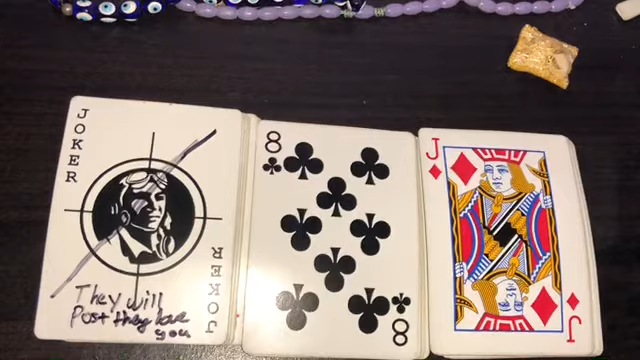 JOKER
They will
Post they love
you
JOKER
8
8
J
J